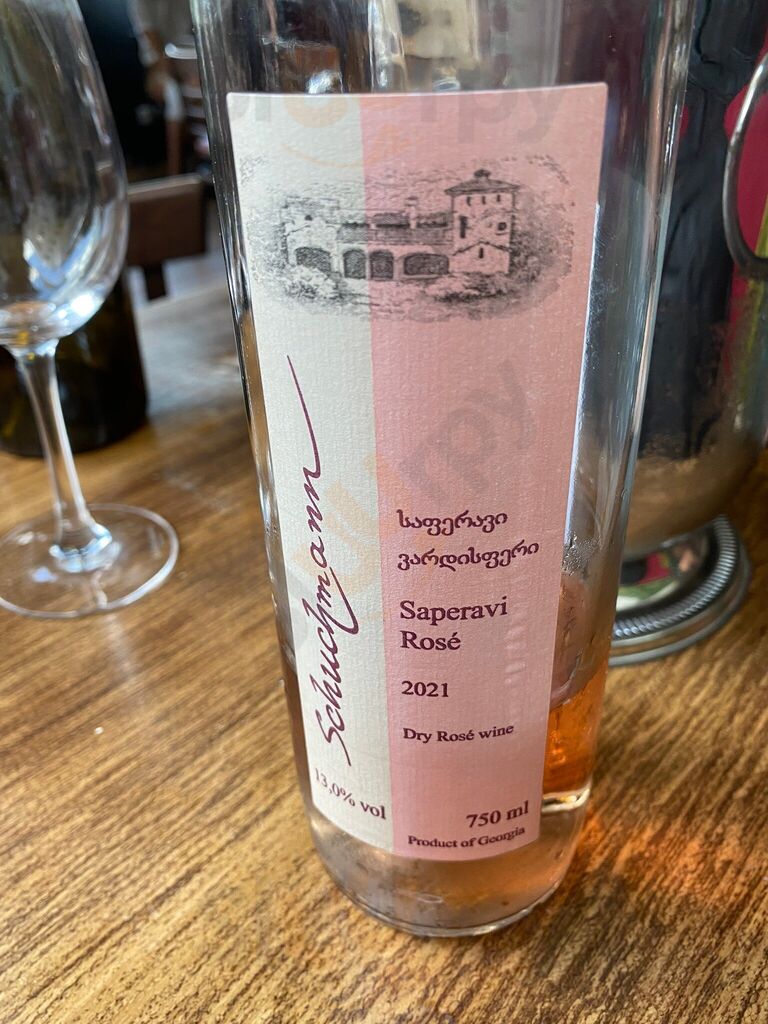 Schuchmann
საფერავი
ვარდისფერი
Saperavi
Rosé
2021
Dry Rosé wine
13,0% vol
750 ml
Product of Georgia